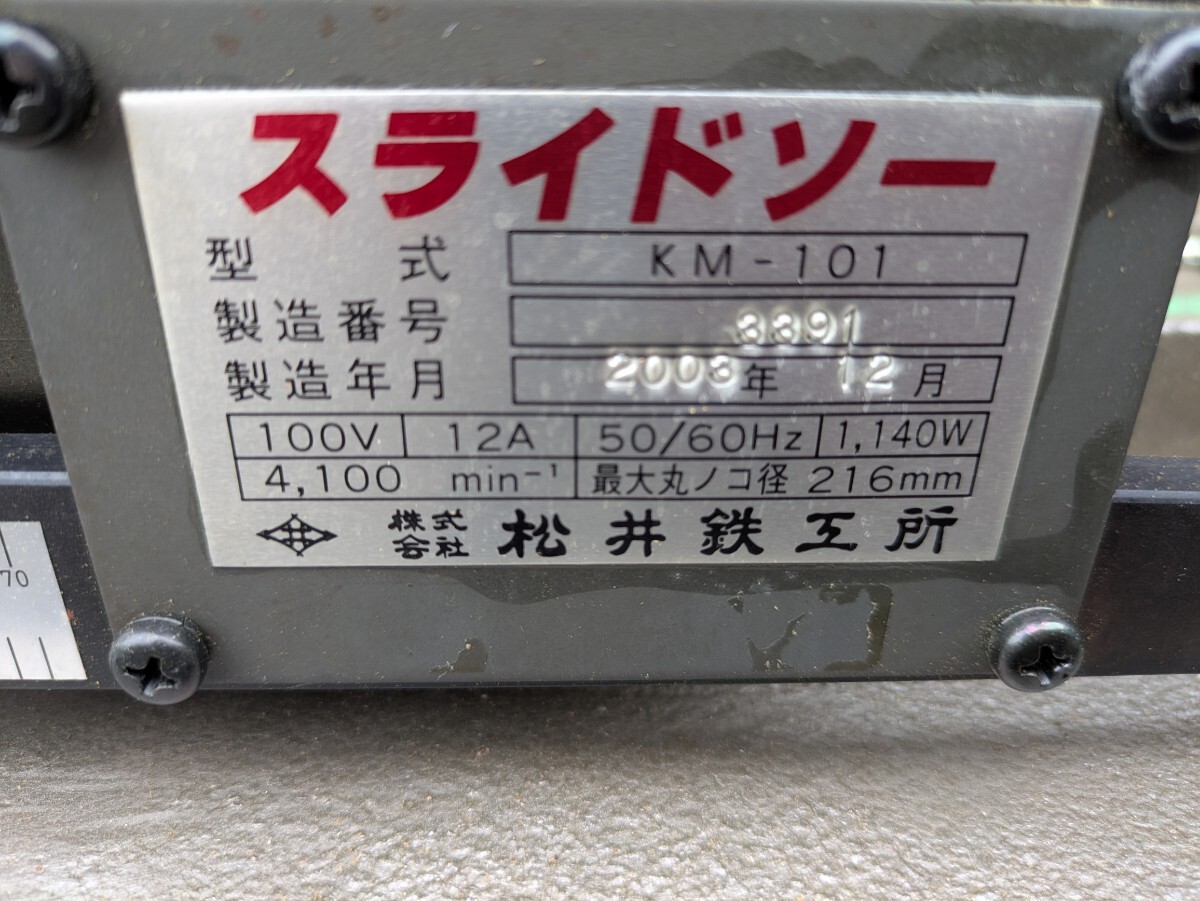 スライドソー
型式 KM-101
製造番号 3391
製造年月 2003年 12月
100V 12A 50/60Hz 1,140W
4,100 min⁻¹ 最大丸ノコ径 216mm
株式会社 松井鉄工所
70